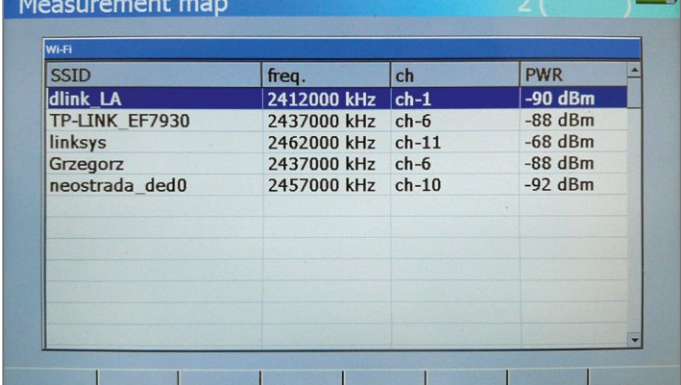 Measurement map 2 (
Wi-Fi
SSID freq. ch PWR
dlink_LA 2412000 kHz ch-1 -90 dBm
TP-LINK_EF7930 2437000 kHz ch-6 -88 dBm
linksys 2462000 kHz ch-11 -68 dBm
Grzegorz 2437000 kHz ch-6 -88 dBm
neostrada_ded0 2457000 kHz ch-10 -92 dBm